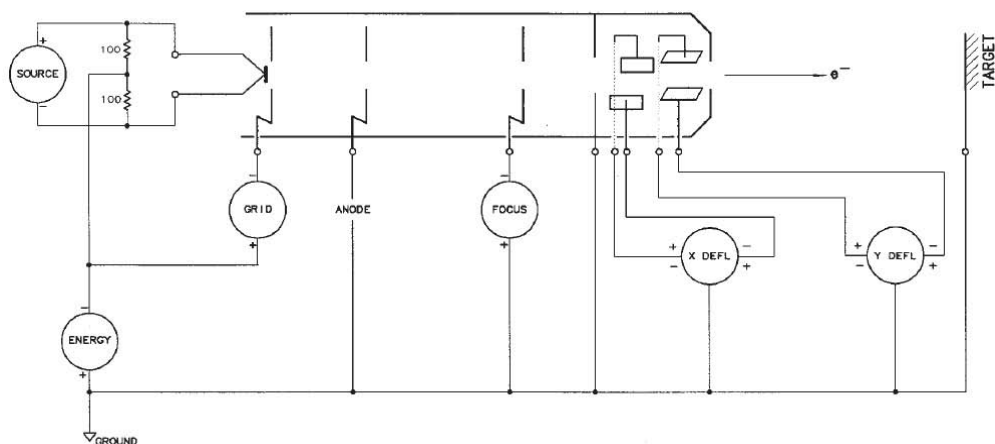 +
SOURCE
−
100
100
e−
TARGET
−
GRID
+
ANODE
−
FOCUS
+
+
−
X DEFL
−
+
+
−
Y DEFL
−
+
−
ENERGY
+
GROUND